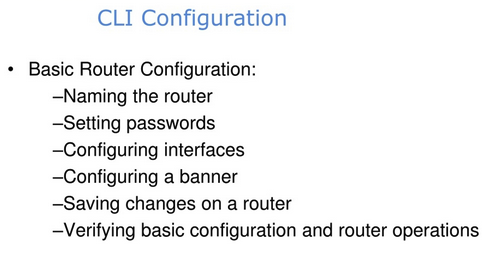 CLI Configuration
• Basic Router Configuration:
–Naming the router
–Setting passwords
–Configuring interfaces
–Configuring a banner
–Saving changes on a router
–Verifying basic configuration and router operations